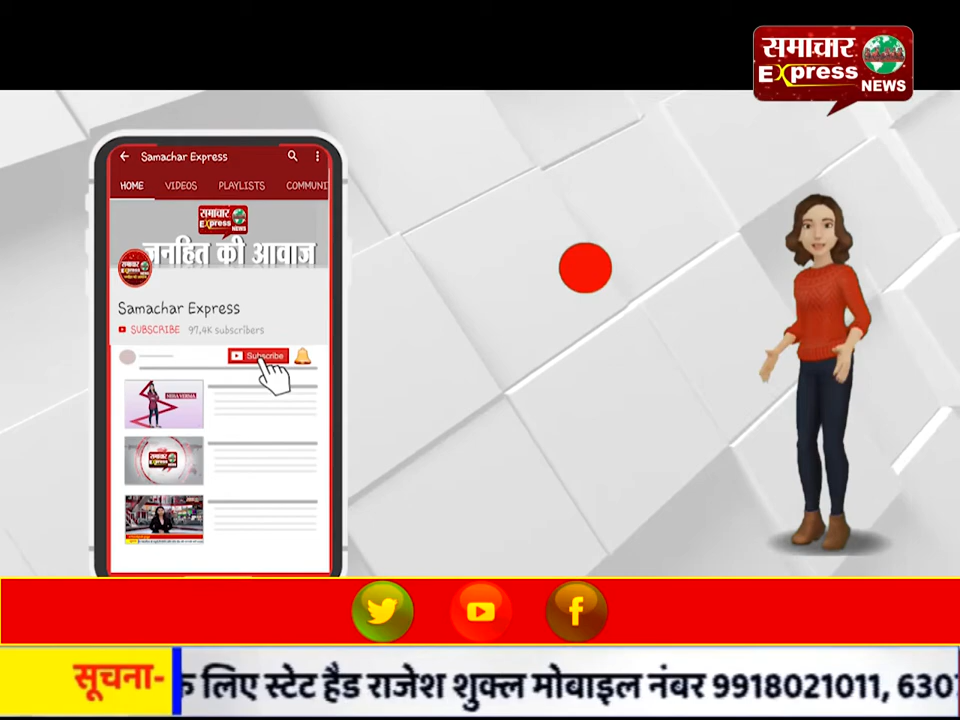 समाचार
Express
NEWS
Samachar Express
HOME VIDEOS PLAYLISTS COMMUNI
समाचार
Express
NEWS
जनहित की आवाज
Samachar Express
SUBSCRIBE 97,4K subscribers
Subscribe
सूचना- के लिए स्टेट हैड राजेश शुक्ल मोबाइल नंबर 9918021011, 630